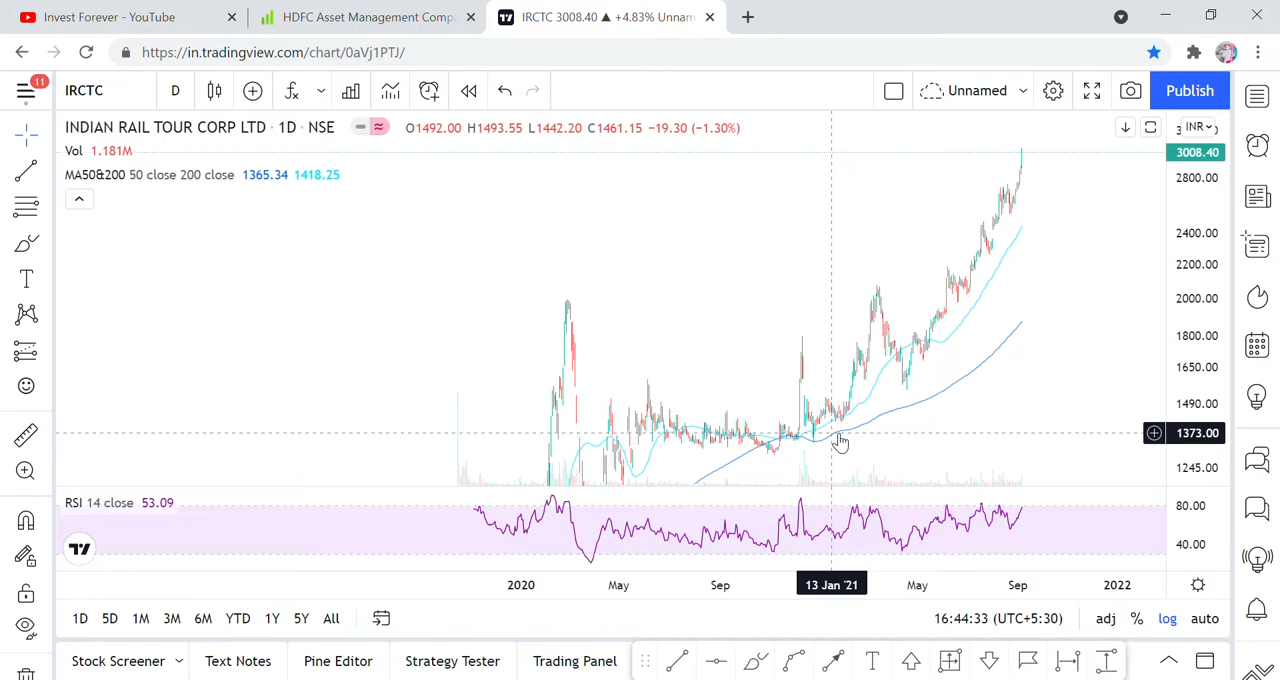 Invest Forever - YouTube
HDFC Asset Management Comp
IRCTC 3008.40 ▲ +4.83% Unnam
https://in.tradingview.com/chart/0aVj1PTJ/
11
IRCTC
D
Unnamed
Publish
INDIAN RAIL TOUR CORP LTD · 1D · NSE
O1492.00 H1493.55 L1442.20 C1461.15 −19.30 (−1.30%)
INR
Vol 1.181M
3008.40
MA50&200 50 close 200 close 1365.34 1418.25
2800.00
2400.00
2200.00
2000.00
1800.00
1650.00
1490.00
1373.00
1245.00
RSI 14 close 53.09
80.00
40.00
2020
May
Sep
13 Jan '21
May
Sep
2022
1D 5D 1M 3M 6M YTD 1Y 5Y All
16:44:33 (UTC+5:30)
adj % log auto
Stock Screener
Text Notes
Pine Editor
Strategy Tester
Trading Panel